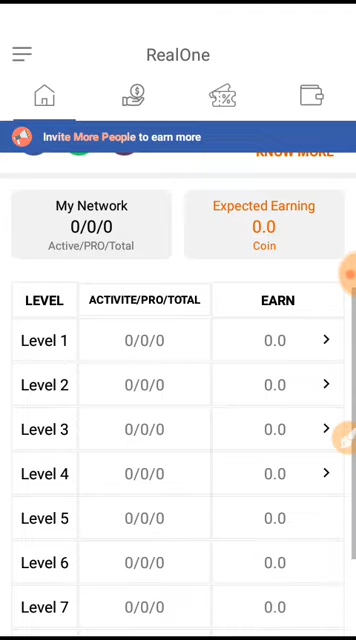 RealOne
Invite More People to earn more
KNOW MORE
My Network
0/0/0
Active/PRO/Total
Expected Earning
0.0
Coin
LEVEL ACTIVITE/PRO/TOTAL EARN
Level 1 0/0/0 0.0
Level 2 0/0/0 0.0
Level 3 0/0/0 0.0
Level 4 0/0/0 0.0
Level 5 0/0/0 0.0
Level 6 0/0/0 0.0
Level 7 0/0/0 0.0